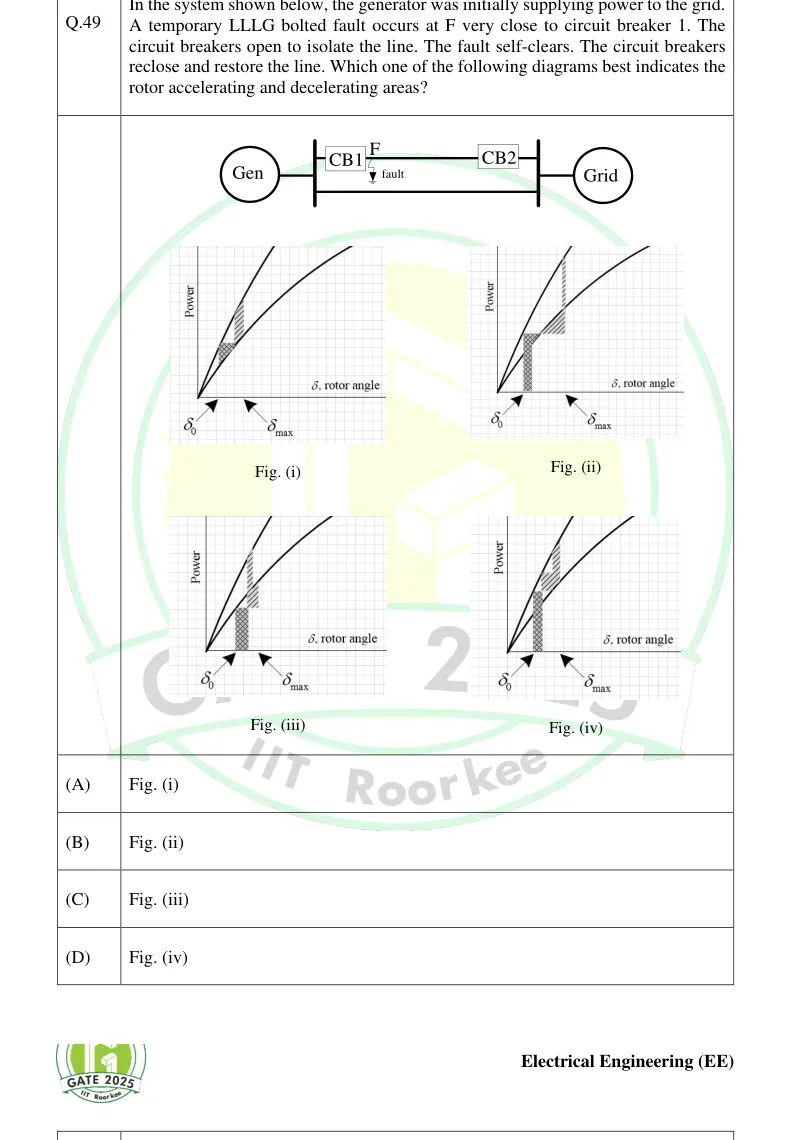 In the system shown below, the generator was initially supplying power to the grid.
Q.49
A temporary LLLG bolted fault occurs at F very close to circuit breaker 1. The
circuit breakers open to isolate the line. The fault self-clears. The circuit breakers
reclose and restore the line. Which one of the following diagrams best indicates the
rotor accelerating and decelerating areas?
Gen
CB1
F
fault
CB2
Grid
Power
δ, rotor angle
δ0
δmax
Fig. (i)
Power
δ, rotor angle
δ0
δmax
Fig. (ii)
Power
δ, rotor angle
δ0
δmax
Fig. (iii)
Power
δ, rotor angle
δ0
δmax
Fig. (iv)
IIT Roorkee
(A) Fig. (i)
(B) Fig. (ii)
(C) Fig. (iii)
(D) Fig. (iv)
GATE 2025
IIT Roorkee
Electrical Engineering (EE)